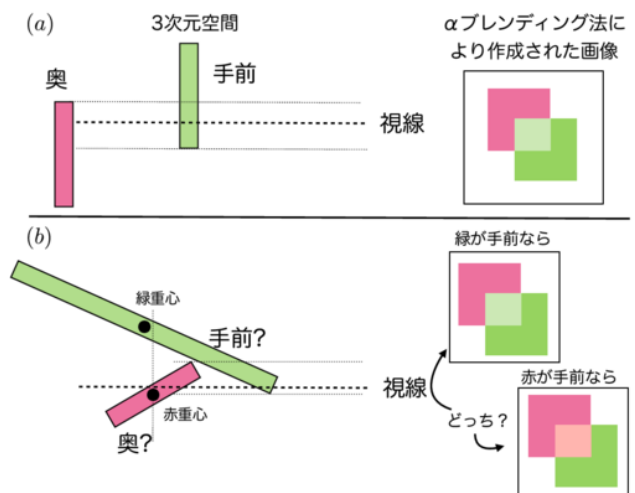 (a)
3次元空間
αブレンディング法に
より作成された画像
奥
手前
視線
(b)
緑重心
手前?
視線
赤重心
奥?
緑が手前なら
どっち？
赤が手前なら